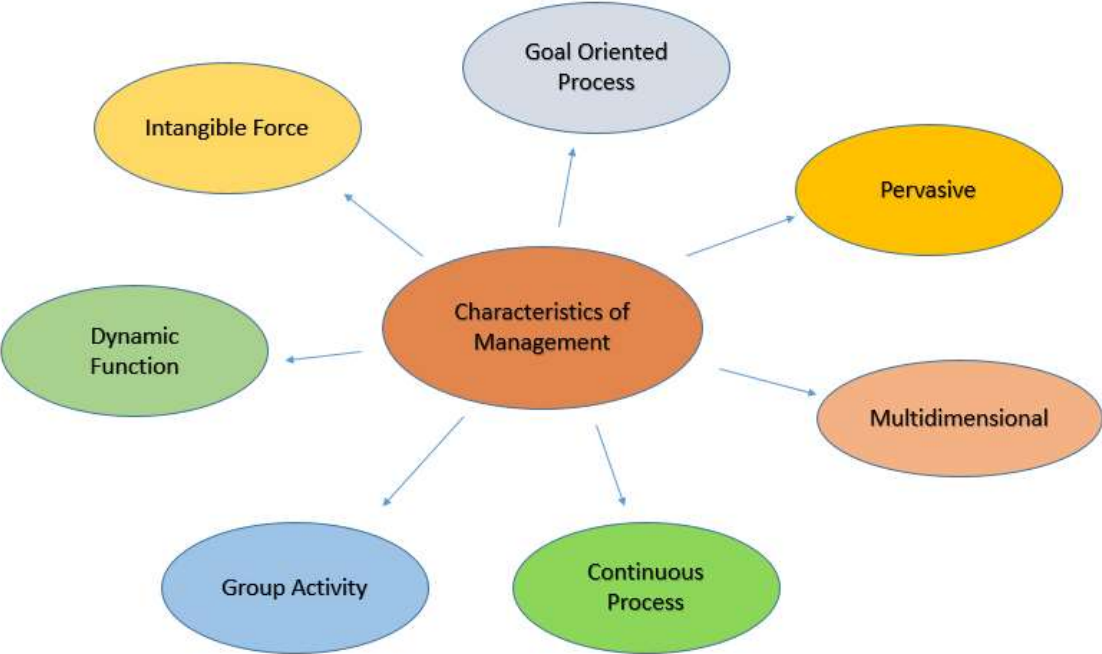 Goal Oriented
Process
Intangible Force
Pervasive
Characteristics of
Management
Dynamic
Function
Multidimensional
Group Activity
Continuous
Process